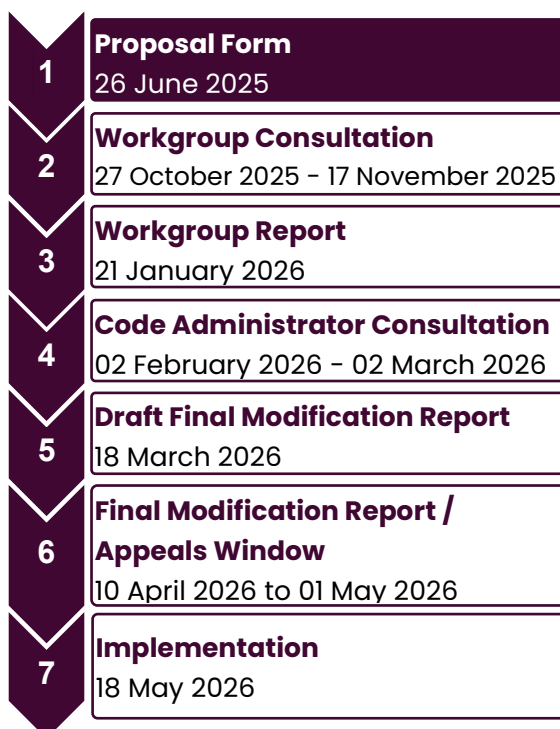 1
Proposal Form
26 June 2025
2
Workgroup Consultation
27 October 2025 - 17 November 2025
3
Workgroup Report
21 January 2026
4
Code Administrator Consultation
02 February 2026 - 02 March 2026
5
Draft Final Modification Report
18 March 2026
6
Final Modification Report /
Appeals Window
10 April 2026 to 01 May 2026
7
Implementation
18 May 2026